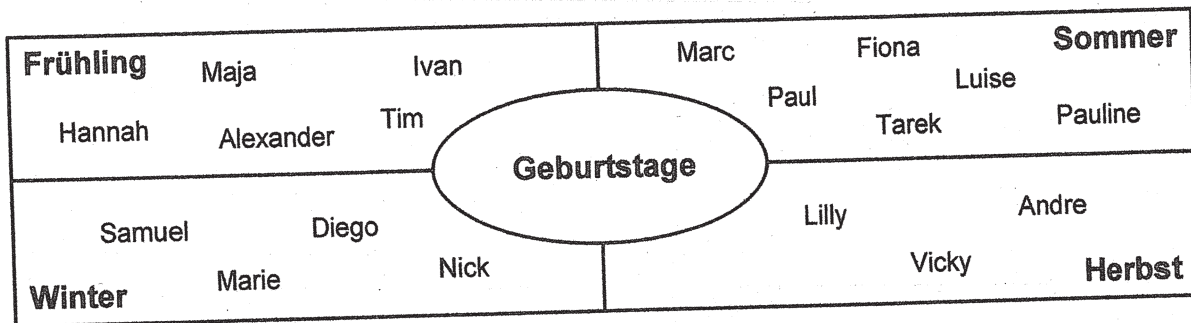 Frühling
Maja
Ivan
Hannah
Alexander
Tim
Marc
Fiona
Sommer
Paul
Luise
Tarek
Pauline
Geburtstage
Samuel
Diego
Winter
Marie
Nick
Lilly
Andre
Vicky
Herbst